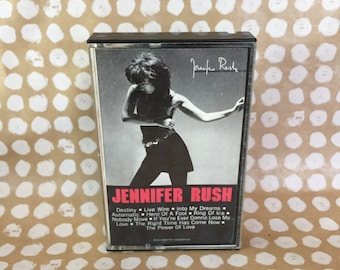 Jennifer Rush
JENNIFER RUSH
Destiny • Live Wire • Into My Dreams •
Automatic • Hero Of A Fool • Ring Of Ice •
Nobody Move • If You're Ever Gonna Lose My
Love • The Right Time Has Come Now •
The Power Of Love